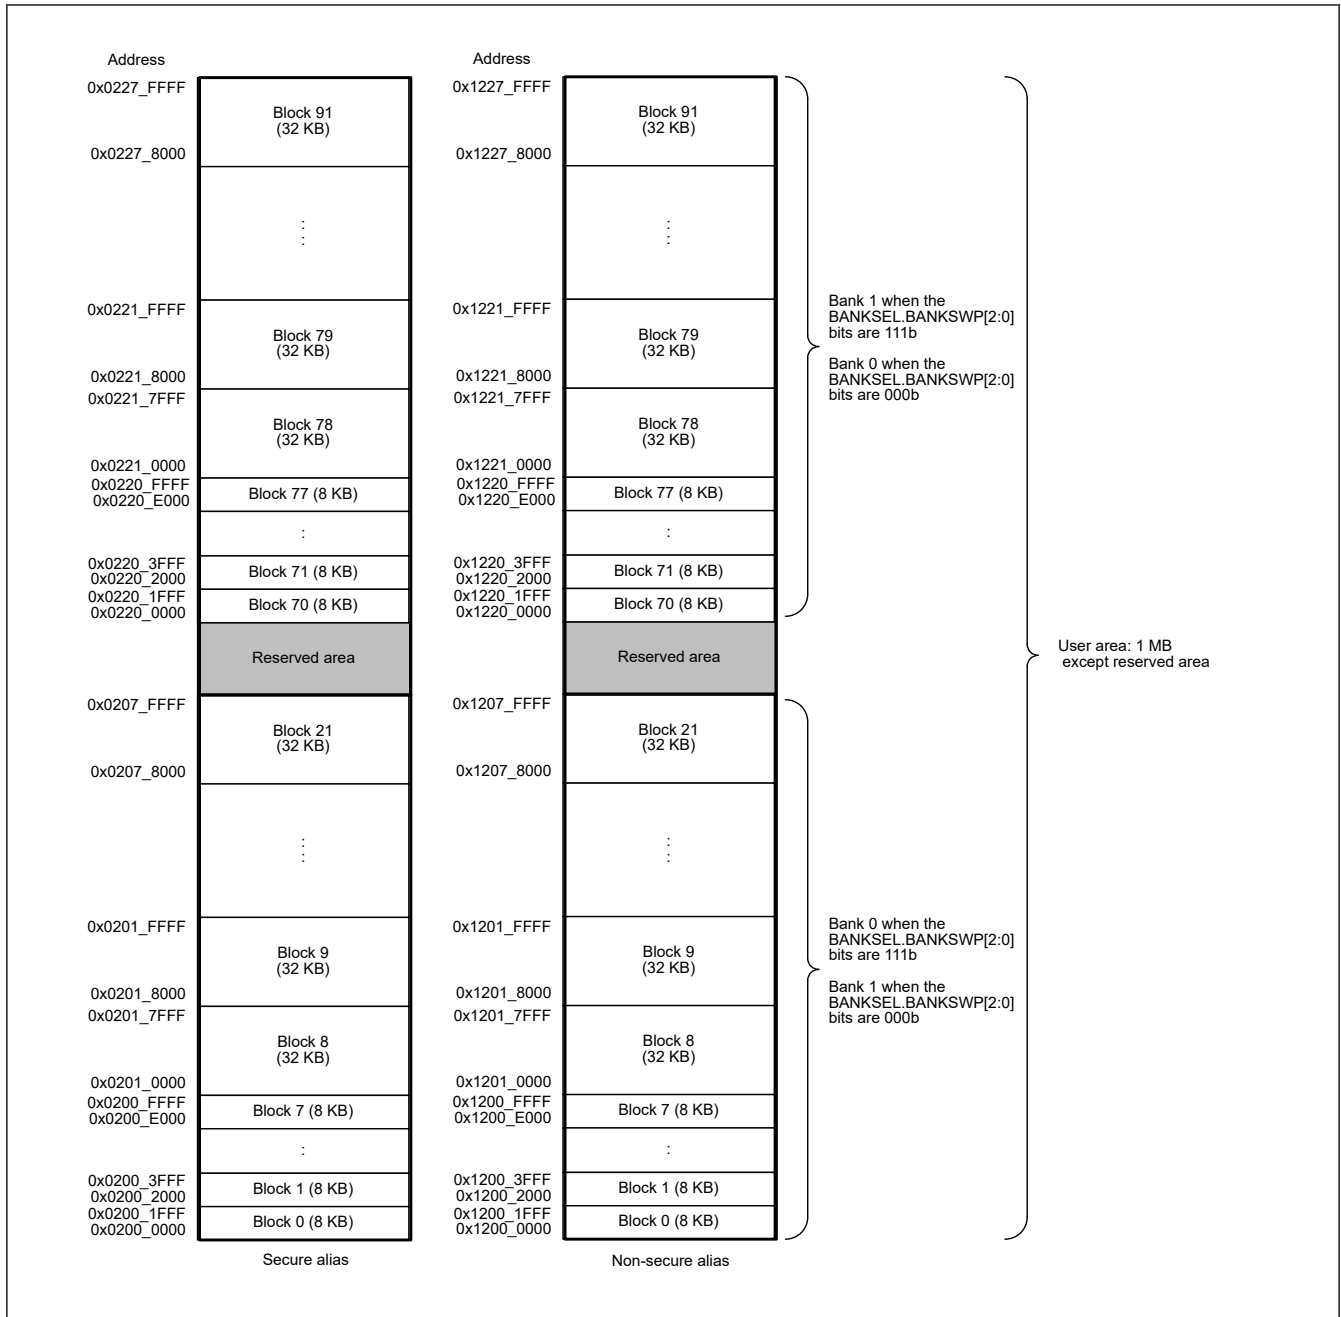 Address
0x0227_FFFF
Block 91
(32 KB)
0x0227_8000
:
:
0x0221_FFFF
Block 79
(32 KB)
0x0221_8000
0x0221_7FFF
Block 78
(32 KB)
0x0221_0000
0x0220_FFFF
0x0220_E000
Block 77 (8 KB)
:
0x0220_3FFF
0x0220_2000
Block 71 (8 KB)
0x0220_1FFF
0x0220_0000
Block 70 (8 KB)
Reserved area
0x0207_FFFF
Block 21
(32 KB)
0x0207_8000
:
:
0x0201_FFFF
Block 9
(32 KB)
0x0201_8000
0x0201_7FFF
Block 8
(32 KB)
0x0201_0000
0x0200_FFFF
0x0200_E000
Block 7 (8 KB)
:
0x0200_3FFF
0x0200_2000
Block 1 (8 KB)
0x0200_1FFF
0x0200_0000
Block 0 (8 KB)
Secure alias
Address
0x1227_FFFF
Block 91
(32 KB)
0x1227_8000
:
:
0x1221_FFFF
Block 79
(32 KB)
0x1221_8000
0x1221_7FFF
Block 78
(32 KB)
0x1221_0000
0x1220_FFFF
0x1220_E000
Block 77 (8 KB)
:
0x1220_3FFF
0x1220_2000
Block 71 (8 KB)
0x1220_1FFF
0x1220_0000
Block 70 (8 KB)
Reserved area
0x1207_FFFF
Block 21
(32 KB)
0x1207_8000
:
:
0x1201_FFFF
Block 9
(32 KB)
0x1201_8000
0x1201_7FFF
Block 8
(32 KB)
0x1201_0000
0x1200_FFFF
0x1200_E000
Block 7 (8 KB)
:
0x1200_3FFF
0x1200_2000
Block 1 (8 KB)
0x1200_1FFF
0x1200_0000
Block 0 (8 KB)
Non-secure alias
Bank 1 when the
BANKSEL.BANKSWP[2:0]
bits are 111b
Bank 0 when the
BANKSEL.BANKSWP[2:0]
bits are 000b
Bank 0 when the
BANKSEL.BANKSWP[2:0]
bits are 111b
Bank 1 when the
BANKSEL.BANKSWP[2:0]
bits are 000b
User area: 1 MB
except reserved area